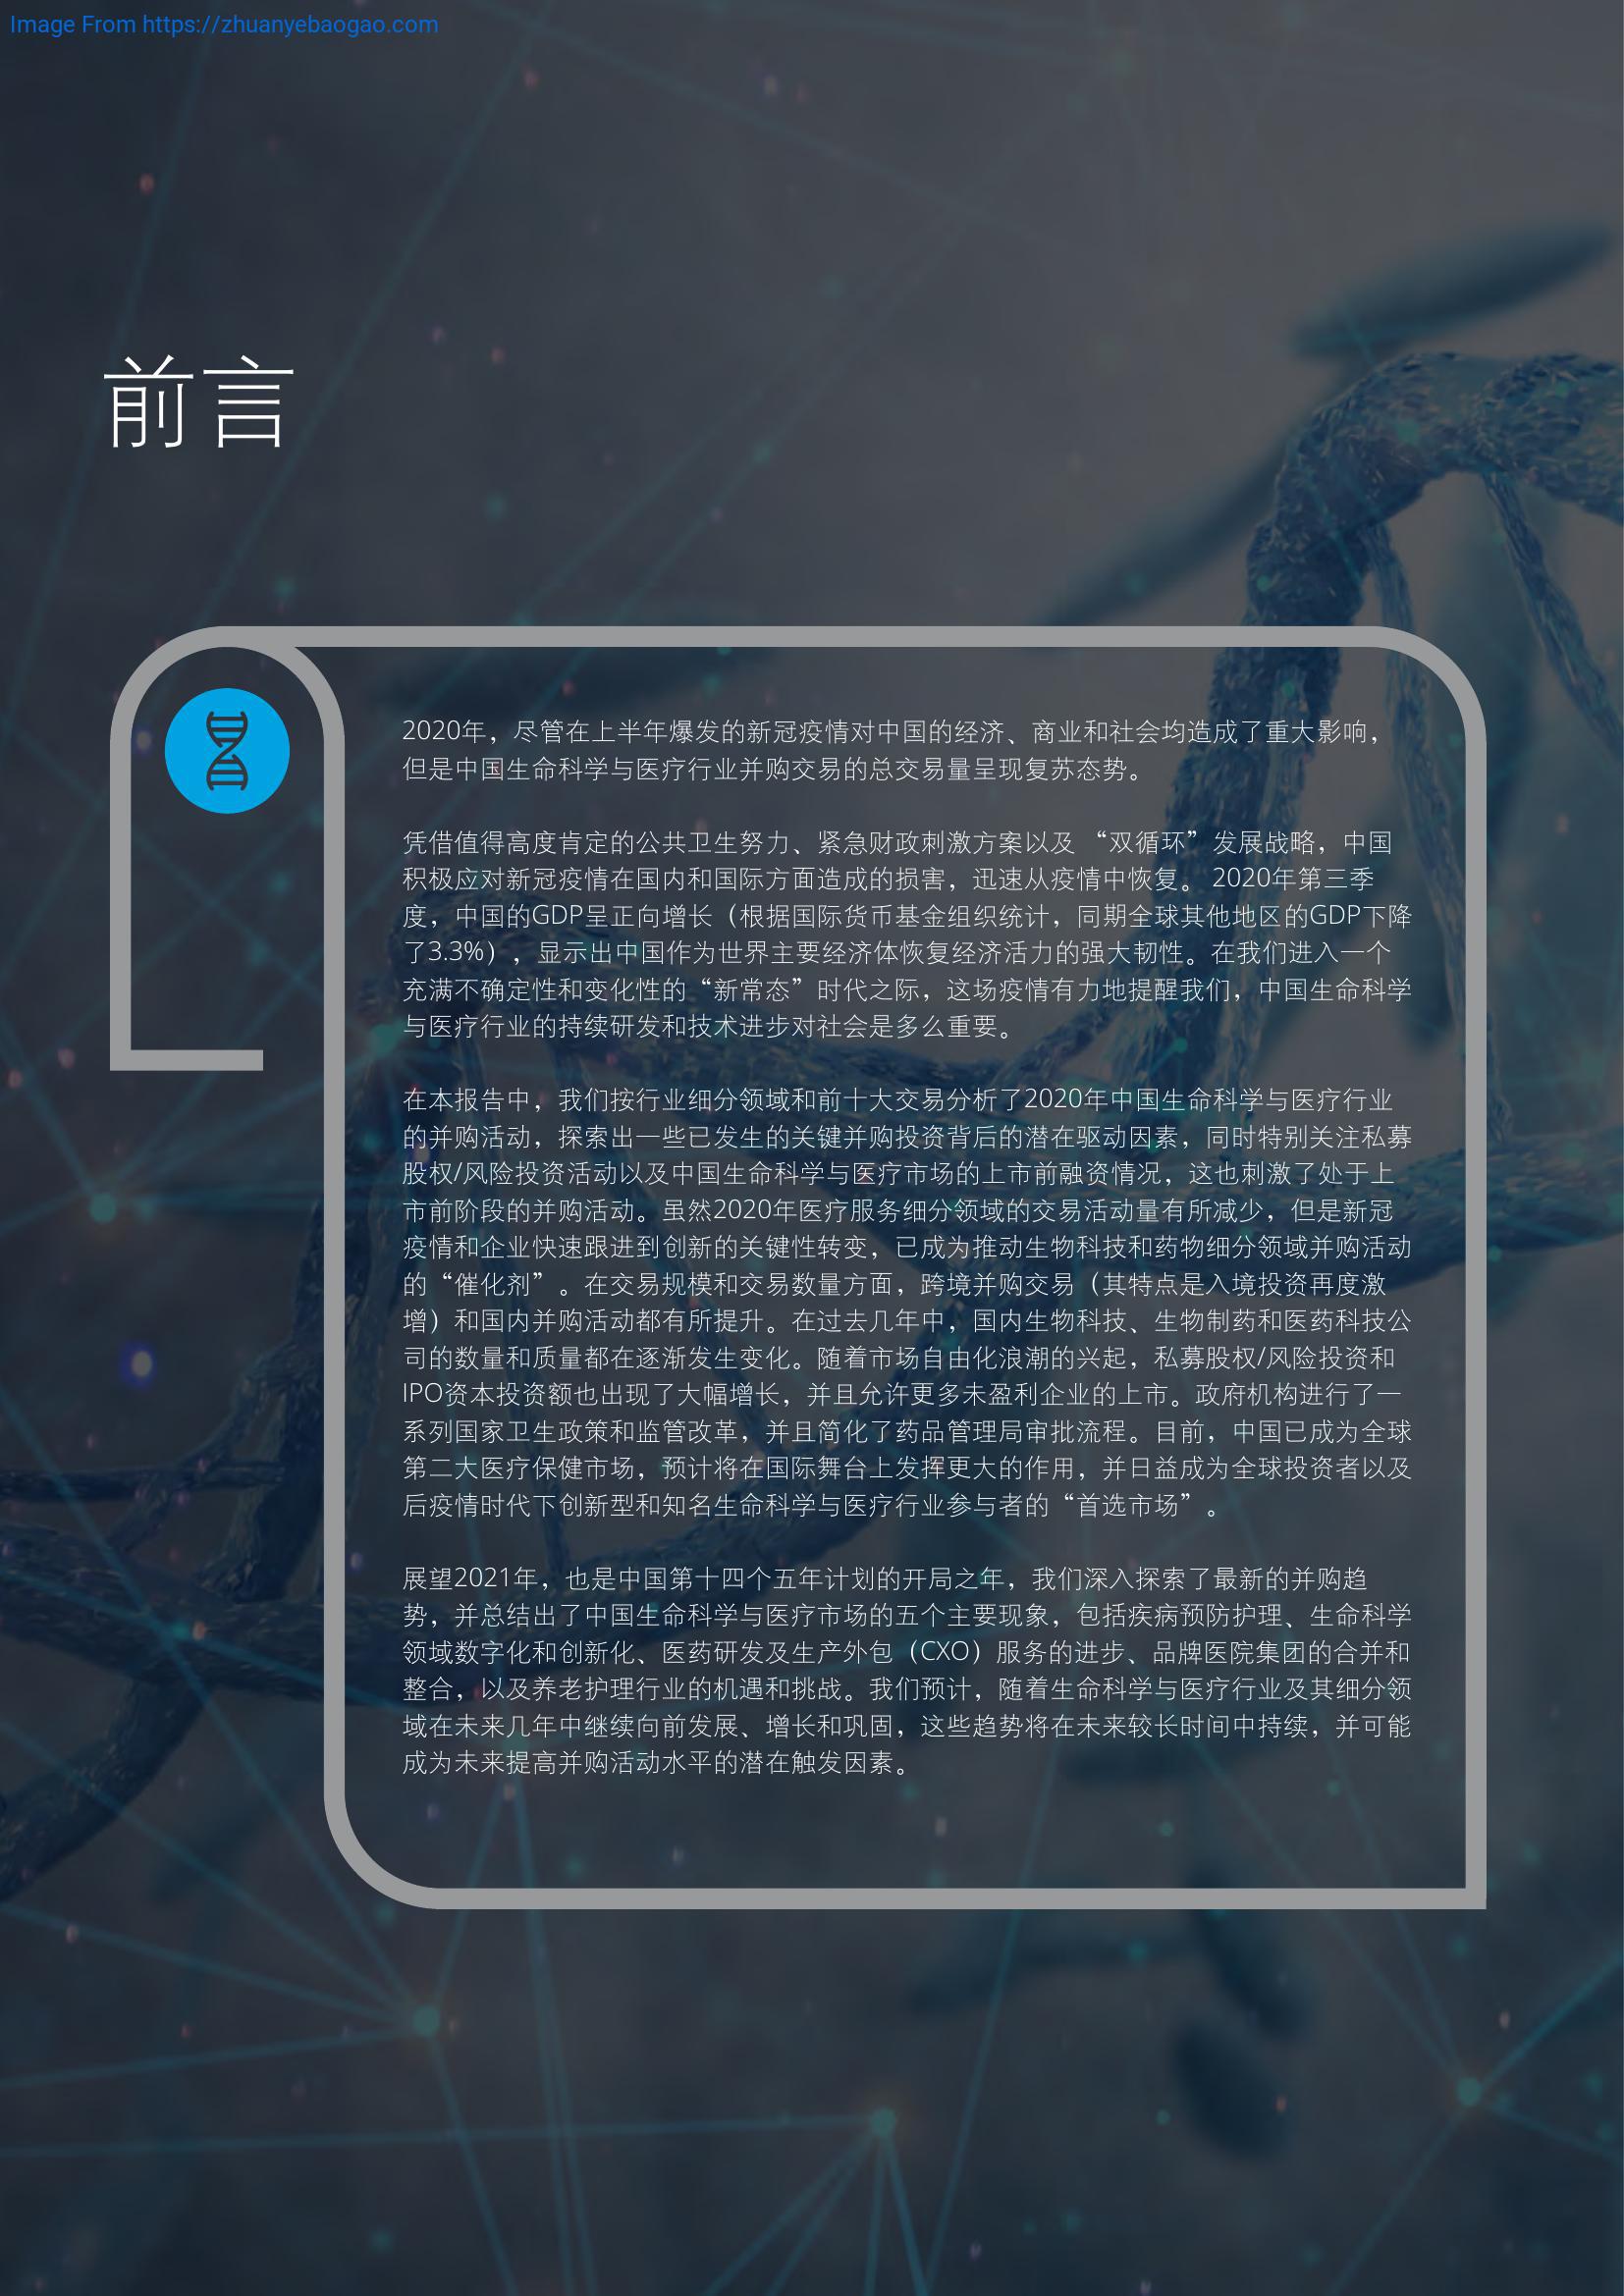 Image From https://zhuanyebaogao.com
前言
2020年，尽管在上半年爆发的新冠疫情对中国的经济、商业和社会均造成了重大影响，
但是中国生命科学与医疗行业并购交易的总交易量呈现复苏态势。
凭借值得高度肯定的公共卫生努力、紧急财政刺激方案以及 “双循环” 发展战略，中国
积极应对新冠疫情在国内和国际方面造成的损害，迅速从疫情中恢复。 2020年第三季
度，中国的GDP呈正向增长（根据国际货币基金组织统计，同期全球其他地区的GDP下降
了3.3%），显示出中国作为世界主要经济体恢复经济活力的强大韧性。在我们进入一个
充满不确定性和变化性的“新常态”时代之际，这场疫情有力地提醒我们，中国生命科学
与医疗行业的持续研发和技术进步对社会是多么重要。
在本报告中，我们按行业细分领域和前十大交易分析了2020年中国生命科学与医疗行业
的并购活动，探索出一些已发生的关键并购投资背后的潜在驱动因素，同时特别关注私募
股权/风险投资活动以及中国生命科学与医疗市场的上市前融资情况，这也刺激了处于上
市前阶段的并购活动。虽然2020年医疗服务细分领域的交易活动量有所减少，但是新冠
疫情和企业快速跟进到创新的关键性转变，已成为推动生物科技和药物细分领域并购活动
的“催化剂”。在交易规模和交易数量方面，跨境并购交易（其特点是入境投资再度激
增）和国内并购活动都有所提升。在过去几年中，国内生物科技、生物制药和医药科技公
司的数量和质量都在逐渐发生变化。随着市场自由化浪潮的兴起，私募股权/风险投资和
IPO资本投资额也出现了大幅增长，并且允许更多未盈利企业的上市。政府机构进行了一
系列国家卫生政策和监管改革，并且简化了药品管理局审批流程。目前，中国已成为全球
第二大医疗保健市场，预计将在国际舞台上发挥更大的作用，并日益成为全球投资者以及
后疫情时代下创新型和知名生命科学与医疗行业参与者的“首选市场”。
展望2021年，也是中国第十四个五年计划的开局之年，我们深入探索了最新的并购趋
势，并总结出了中国生命科学与医疗市场的五个主要现象，包括疾病预防护理、生命科学
领域数字化和创新化、医药研发及生产外包（CXO）服务的进步、品牌医院集团的合并和
整合，以及养老护理行业的机遇和挑战。我们预计，随着生命科学与医疗行业及其细分领
域在未来几年中继续向前发展、增长和巩固，这些趋势将在未来较长时间中持续，并可能
成为未来提高并购活动水平的潜在触发因素。